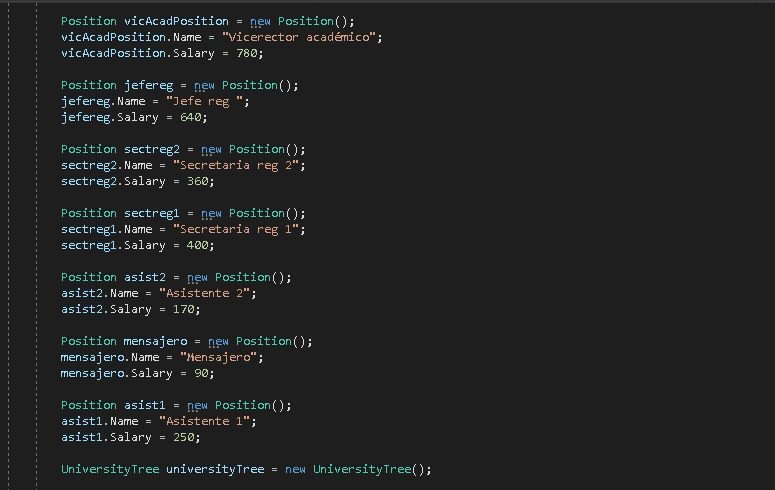 Position vicAcadPosition = new Position();
vicAcadPosition.Name = "Vicerector académico";
vicAcadPosition.Salary = 780;
Position jefereg = new Position();
jefereg.Name = "Jefe reg ";
jefereg.Salary = 640;
Position sectreg2 = new Position();
sectreg2.Name = "Secretaria reg 2";
sectreg2.Salary = 360;
Position sectreg1 = new Position();
sectreg1.Name = "Secretaria reg 1";
sectreg1.Salary = 400;
Position asist2 = new Position();
asist2.Name = "Asistente 2";
asist2.Salary = 170;
Position mensajero = new Position();
mensajero.Name = "Mensajero";
mensajero.Salary = 90;
Position asist1 = new Position();
asist1.Name = "Asistente 1";
asist1.Salary = 250;
UniversityTree universityTree = new UniversityTree();